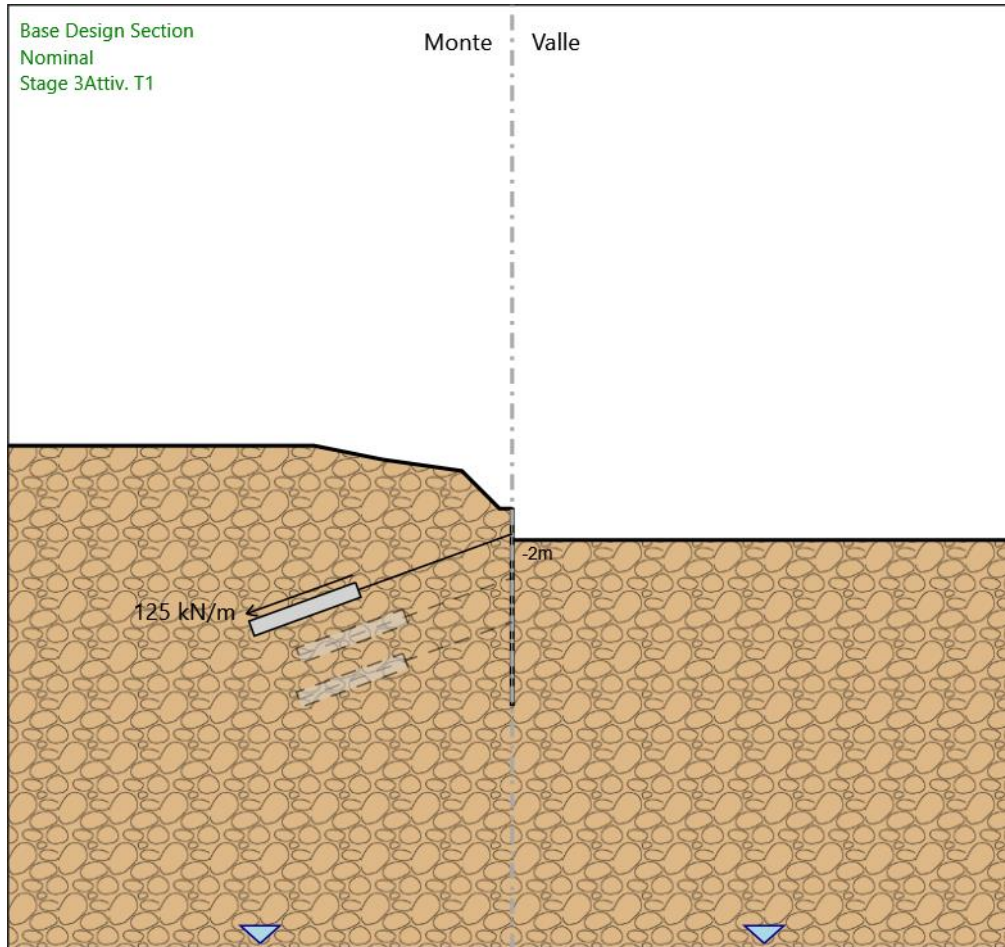 Base Design Section
Nominal
Stage 3Attiv. T1
Monte
Valle
-2m
125 kN/m